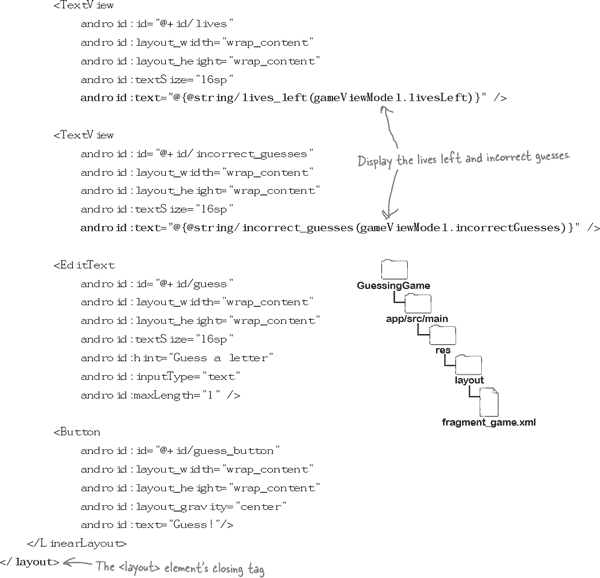 <TextView
android:id="@+id/lives"
android:layout_width="wrap_content"
android:layout_height="wrap_content"
android:textSize="16sp"
android:text="@{@string/lives_left(gameViewModel.livesLeft)}" />
<TextView
android:id="@+id/incorrect_guesses"
android:layout_width="wrap_content"
android:layout_height="wrap_content"
android:textSize="16sp"
android:text="@{@string/incorrect_guesses(gameViewModel.incorrectGuesses)}" />
Display the lives left and incorrect guesses.
<EditText
android:id="@+id/guess"
android:layout_width="wrap_content"
android:layout_height="wrap_content"
android:textSize="16sp"
android:hint="Guess a letter"
android:inputType="text"
android:maxLength="1" />
GuessingGame
app/src/main
res
layout
fragment_game.xml
<Button
android:id="@+id/guess_button"
android:layout_width="wrap_content"
android:layout_height="wrap_content"
android:layout_gravity="center"
android:text="Guess!"/>
</LinearLayout>
</layout> The <layout> element's closing tag